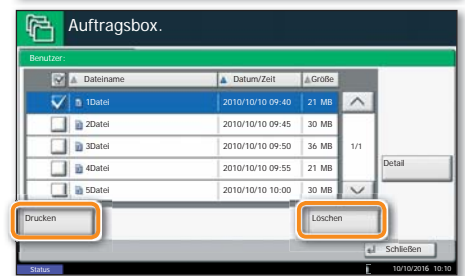 Auftragsbox.
Benutzer:
Dateiname Datum/Zeit Größe
1Datei 2010/10/10 09:40 21 MB
2Datei 2010/10/10 09:45 30 MB
3Datei 2010/10/10 09:50 36 MB 1/1
4Datei 2010/10/10 09:55 21 MB Detail
5Datei 2010/10/10 10:00 30 MB
Drucken Löschen
Schließen
Status 10/10/2016 10:10